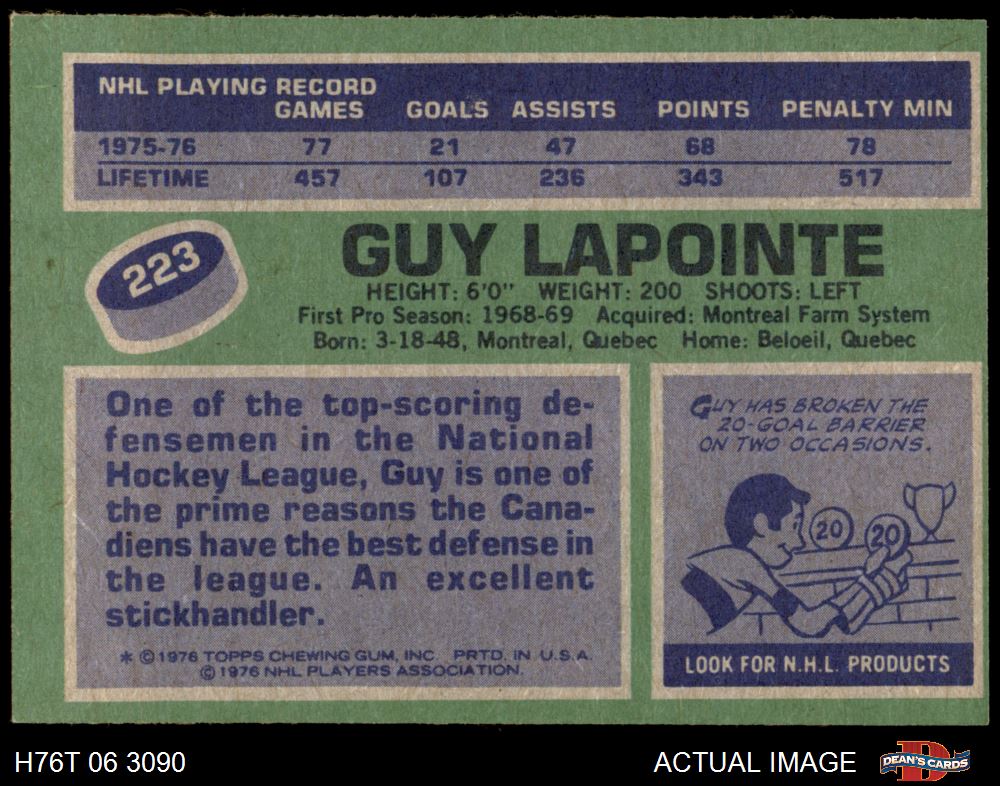 NHL PLAYING RECORD
GAMES GOALS ASSISTS POINTS PENALTY MIN
1975-76 77 21 47 68 78
LIFETIME 457 107 236 343 517
223
GUY LAPOINTE
HEIGHT: 6'0" WEIGHT: 200 SHOOTS: LEFT
First Pro Season: 1968-69 Acquired: Montreal Farm System
Born: 3-18-48, Montreal, Quebec Home: Beloeil, Quebec
One of the top-scoring de-
fensemen in the National
Hockey League, Guy is one of
the prime reasons the Cana-
diens have the best defense in
the league. An excellent
stickhandler.
* ©1976 TOPPS CHEWING GUM, INC. PRTD. IN U.S.A.
©1976 NHL PLAYERS ASSOCIATION.
GUY HAS BROKEN THE
20-GOAL BARRIER
ON TWO OCCASIONS.
20 20
LOOK FOR N.H.L. PRODUCTS
H76T 06 3090 ACTUAL IMAGE D DEAN'S CARDS